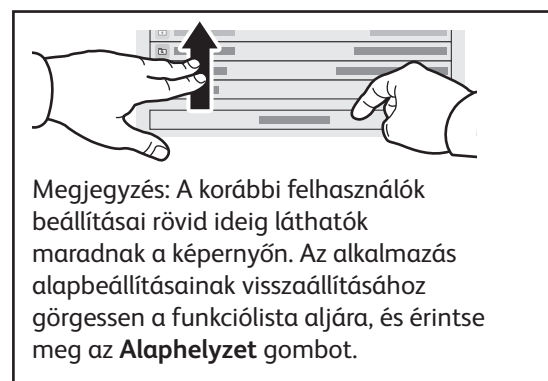 Megjegyzés: A korábbi felhasználók
beállításai rövid ideig láthatók
maradnak a képernyőn. Az alkalmazás
alapbeállításainak visszaállításához
görgessen a funkciólista aljára, és érintse
meg az Alaphelyzet gombot.